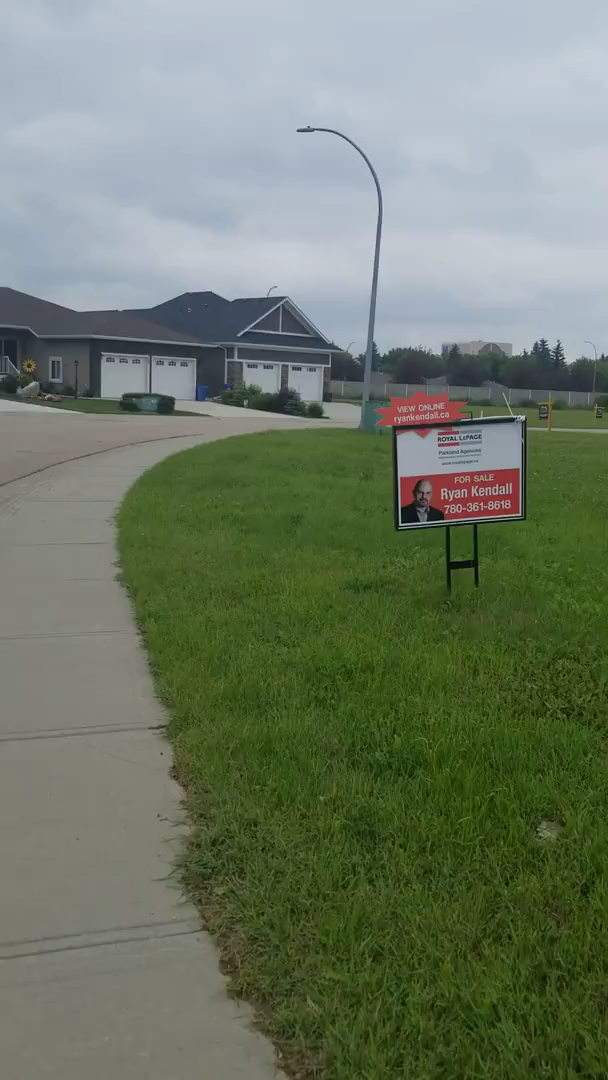 VIEW ONLINE
ryankendall.ca
ROYAL LEPAGE
Parkland Agencies
FOR SALE
Ryan Kendall
780-361-8618